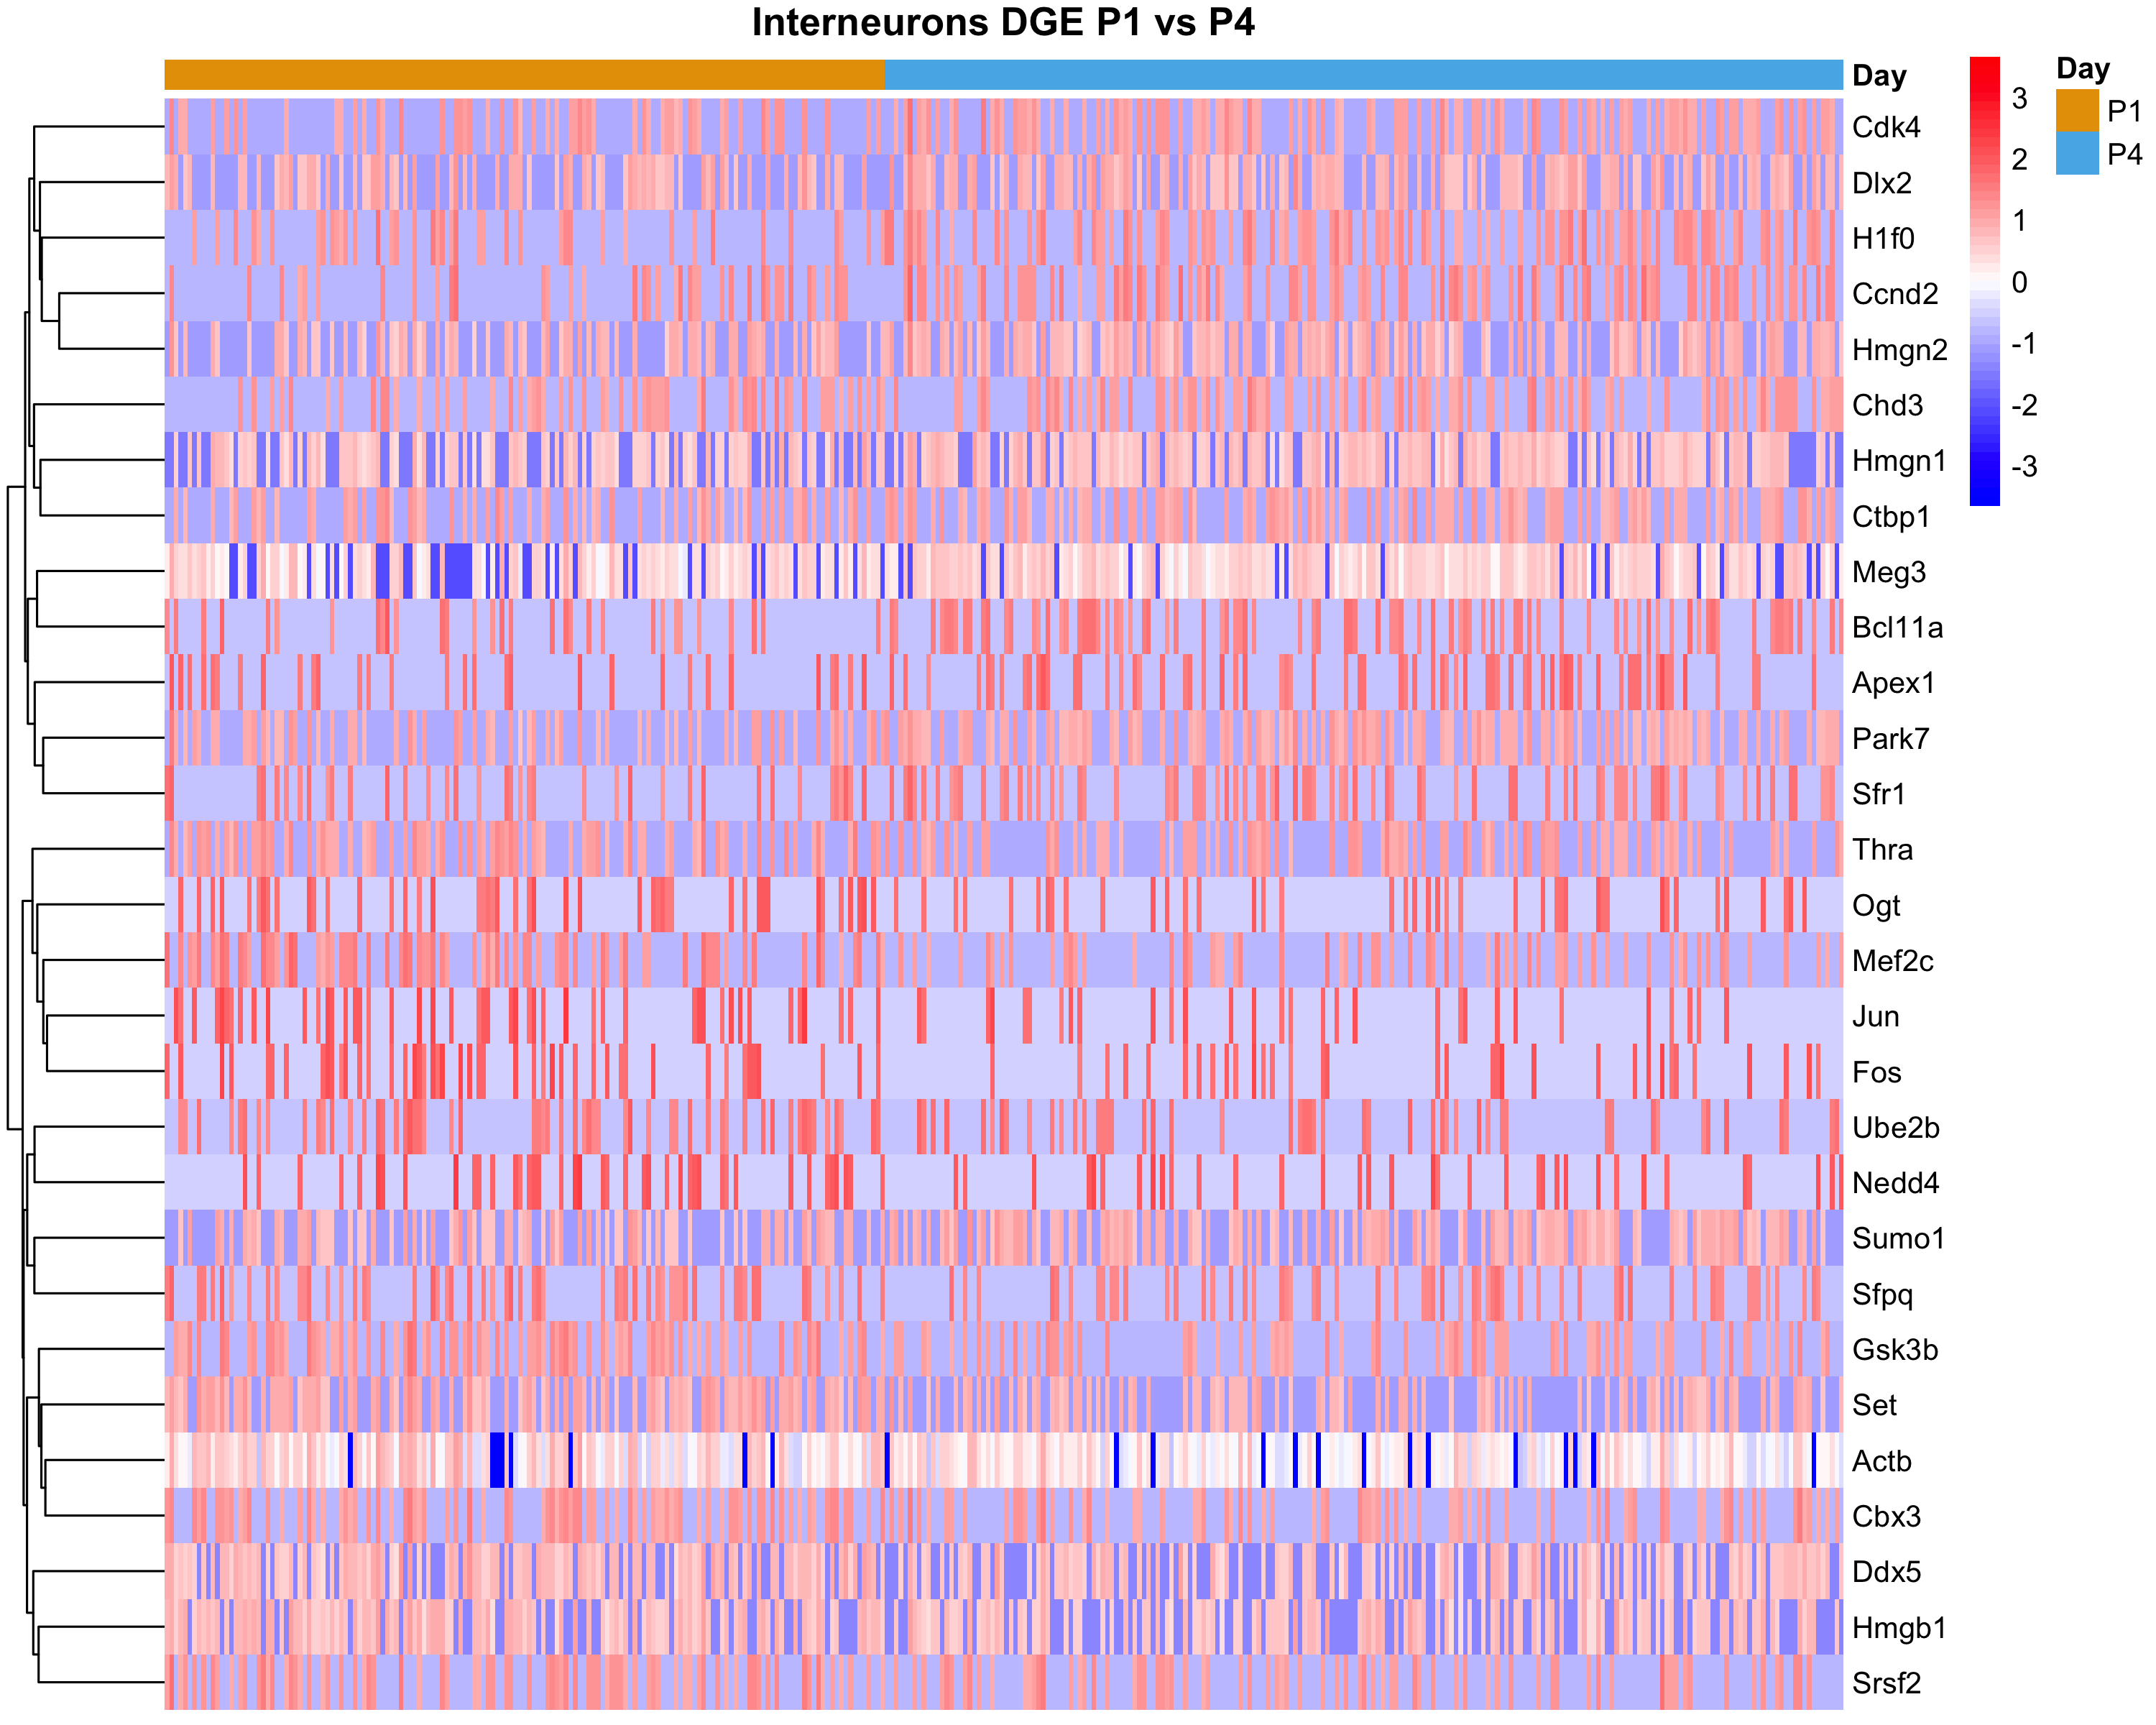 Interneurons DGE P1 vs P4
Day
Cdk4
Dlx2
H1f0
Ccnd2
Hmgn2
Chd3
Hmgn1
Ctbp1
Meg3
Bcl11a
Apex1
Park7
Sfr1
Thra
Ogt
Mef2c
Jun
Fos
Ube2b
Nedd4
Sumo1
Sfpq
Gsk3b
Set
Actb
Cbx3
Ddx5
Hmgb1
Srsf2
3
2
1
0
-1
-2
-3
Day
P1
P4